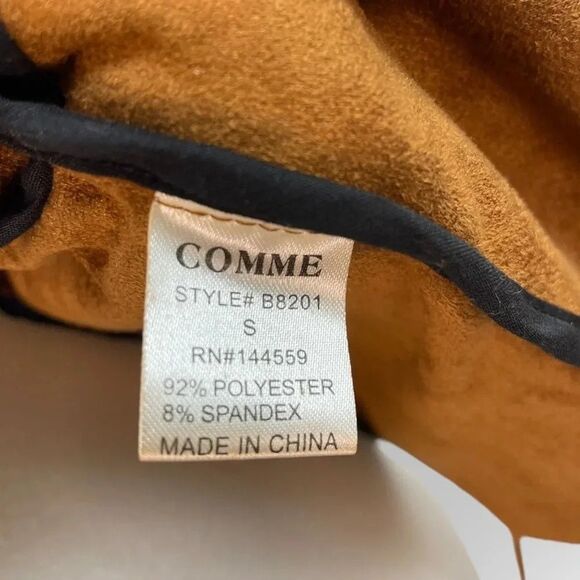 COMME
STYLE# B8201
S
RN#144559
92% POLYESTER
8% SPANDEX
MADE IN CHINA